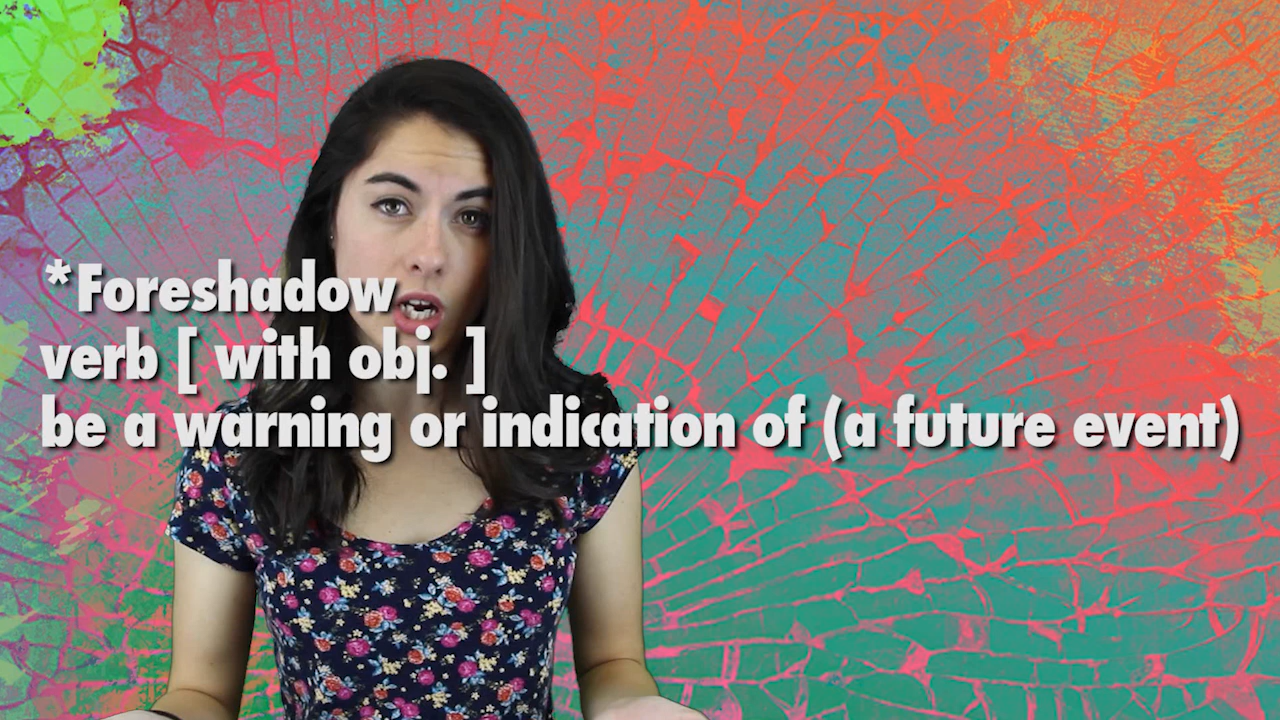 *Foreshadow
verb [ with obj. ]
be a warning or indication of (a future event)